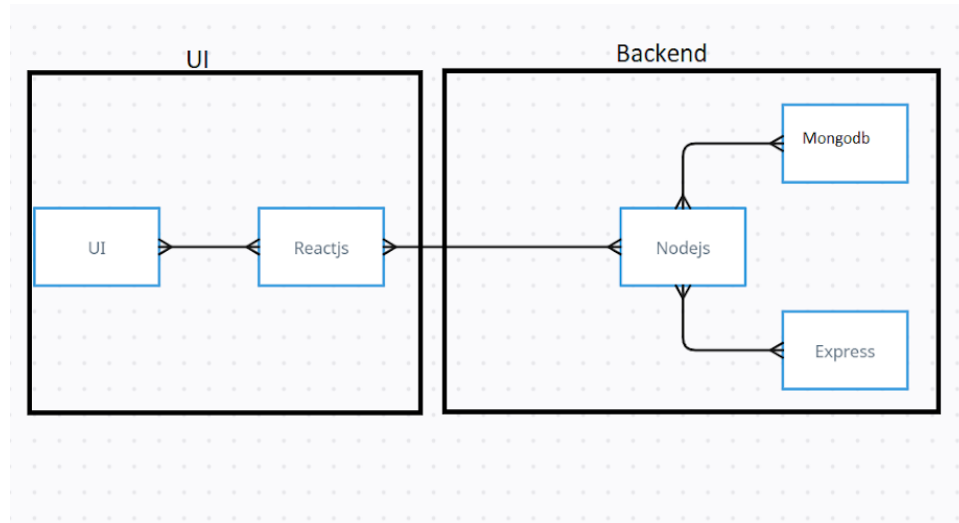 UI
Backend
Mongodb
UI
Reactjs
Nodejs
Express